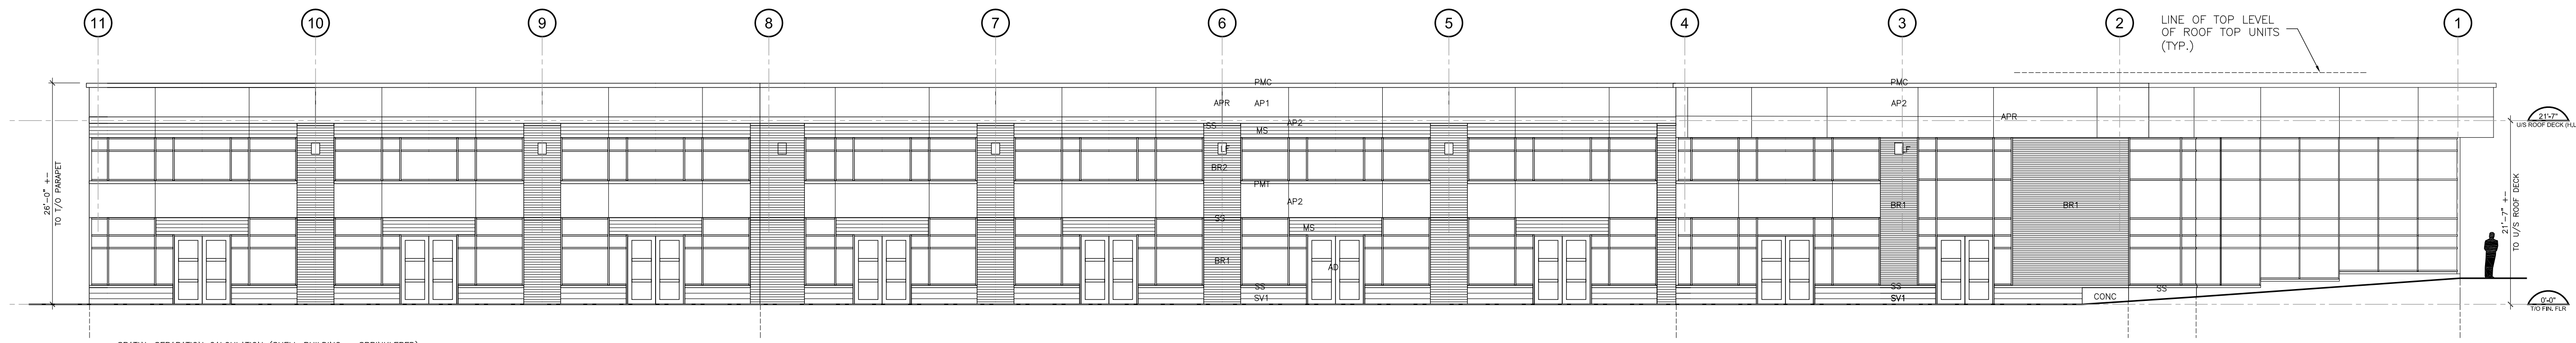 11
10
9
8
7
6
5
4
3
2
1
LINE OF TOP LEVEL
OF ROOF TOP UNITS
(TYP.)
PMC
PMC
APR
AP1
AP2
APR
21'-7"
U/S ROOF DECK (H.
SS
AP2
MS
LF
LF
BR2
PMT
AP2
BR1
BR1
SS
MS
BR1
AD
SS
SV1
SS
SV1
CONC
SS
26'-0" +-
TO T/O PARAPET
21'-7" +-
TO U/S ROOF DECK
0'-0"
T/O FIN. FLR